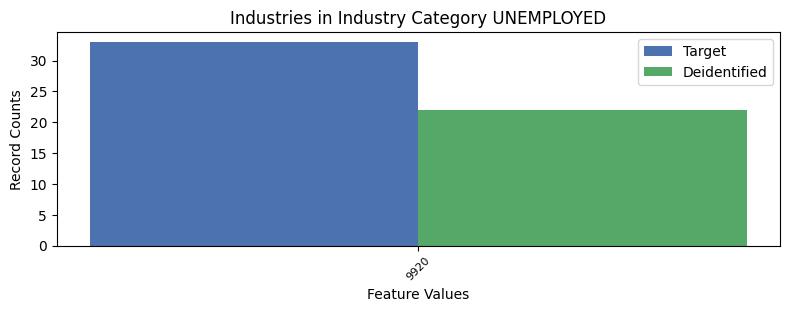 Industries in Industry Category UNEMPLOYED
Target
Deidentified
Record Counts
30
25
20
15
10
5
0
9920
Feature Values